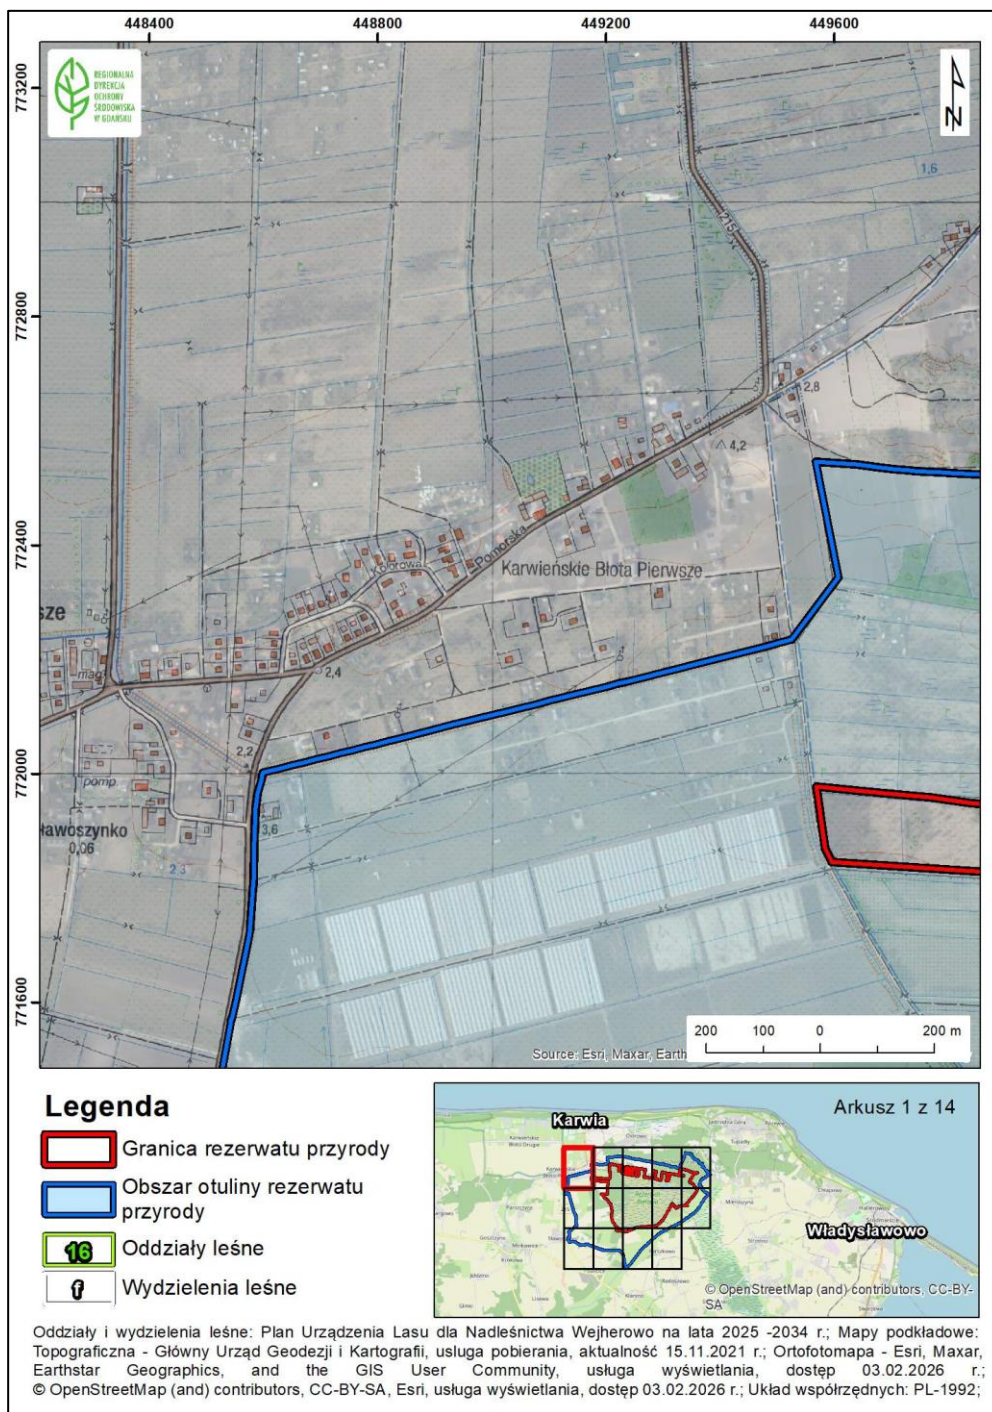 448400 448800 449200 449600
773200
772800
772400
772000
771600
REGIONALNA
DYREKCJA
OCHRONY
ŚRODOWISKA
W GDAŃSKU
N
1,6
215
2,8
4,2
Pomorska
Kolorowa
Karwieńskie Błota Pierwsze
sze
mag.
2,4
2,2
pomp.
3,6
ławoszynko
0,06
2,3
200 100 0 200 m
Source: Esri, Maxar, Earth
Legenda
Granica rezerwatu przyrody
Obszar otuliny rezerwatu
przyrody
16 Oddziały leśne
f Wydzielenia leśne
Arkusz 1 z 14
Karwia
Władysławowo
© OpenStreetMap (and) contributors, CC-BY-
SA
Oddziały i wydzielenia leśne: Plan Urządzenia Lasu dla Nadleśnictwa Wejherowo na lata 2025 -2034 r.; Mapy podkładowe:
Topograficzna - Główny Urząd Geodezji i Kartografii, usługa pobierania, aktualność 15.11.2021 r.; Ortofotomapa - Esri, Maxar,
Earthstar Geographics, and the GIS User Community, usługa wyświetlania, dostęp 03.02.2026 r.;
© OpenStreetMap (and) contributors, CC-BY-SA, Esri, usługa wyświetlania, dostęp 03.02.2026 r.; Układ współrzędnych: PL-1992;